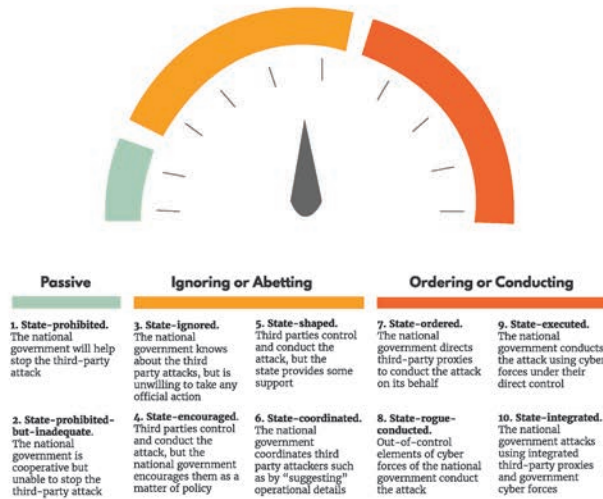 Passive
Ignoring or Abetting
Ordering or Conducting
1. State-prohibited.
The national
government will help
stop the third-party
attack
2. State-prohibited-
but-inadequate.
The national
government is
cooperative but
unable to stop the
third-party attack
3. State-ignored.
The national
government knows
about the third
party attacks, but is
unwilling to take any
official action
4. State-encouraged.
Third parties control
and conduct the
attack, but the
national government
encourages them as a
matter of policy
5. State-shaped.
Third parties control
and conduct the
attack, but the
state provides some
support
6. State-coordinated.
The national
government
coordinates third
party attackers such
as by “suggesting”
operational details
7. State-ordered.
The national
government directs
third-party proxies
to conduct the attack
on its behalf
8. State-rogue-
conducted.
Out-of-control
elements of cyber
forces of the national
government conduct
the attack
9. State-executed.
The national
government conducts
the attack using cyber
forces under their
direct control
10. State-integrated.
The national
government attacks
using integrated
third-party proxies
and government
cyber forces